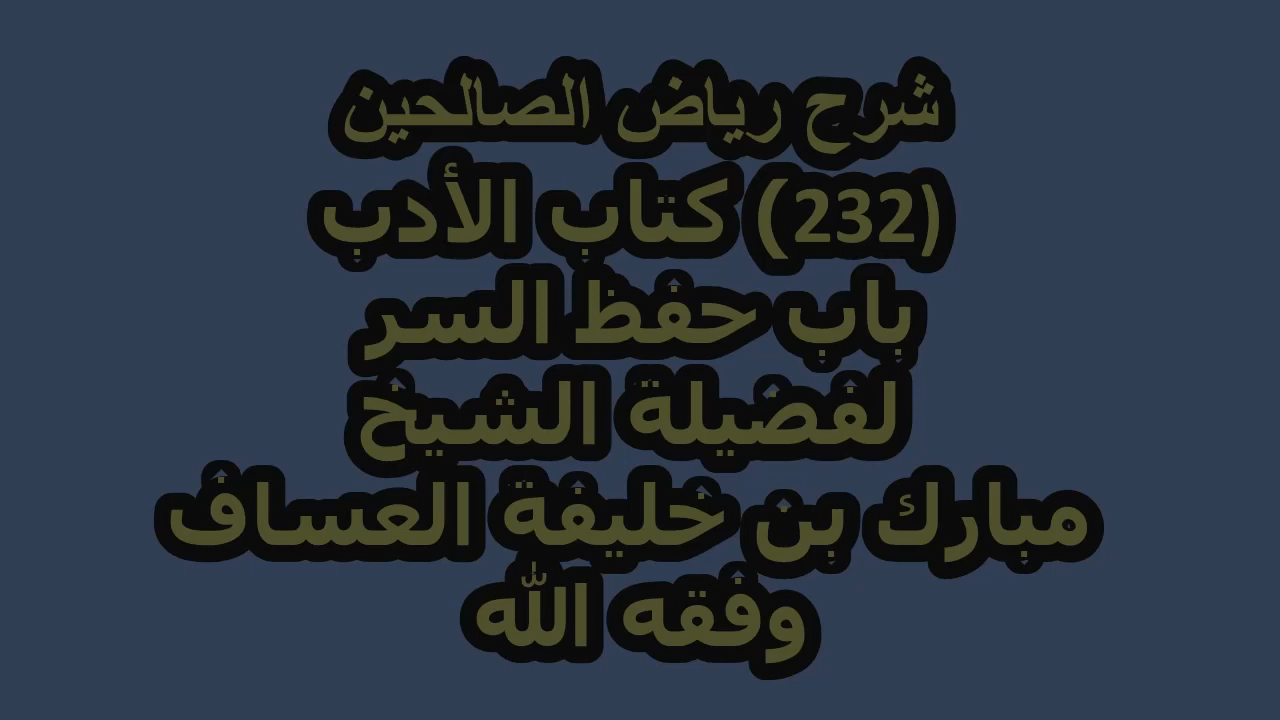 شرح رياض الصالحين
(232) كتاب الأدب
باب حفظ السر
لفضيلة الشيخ
مبارك بن خليفة العساف
وفقه الله